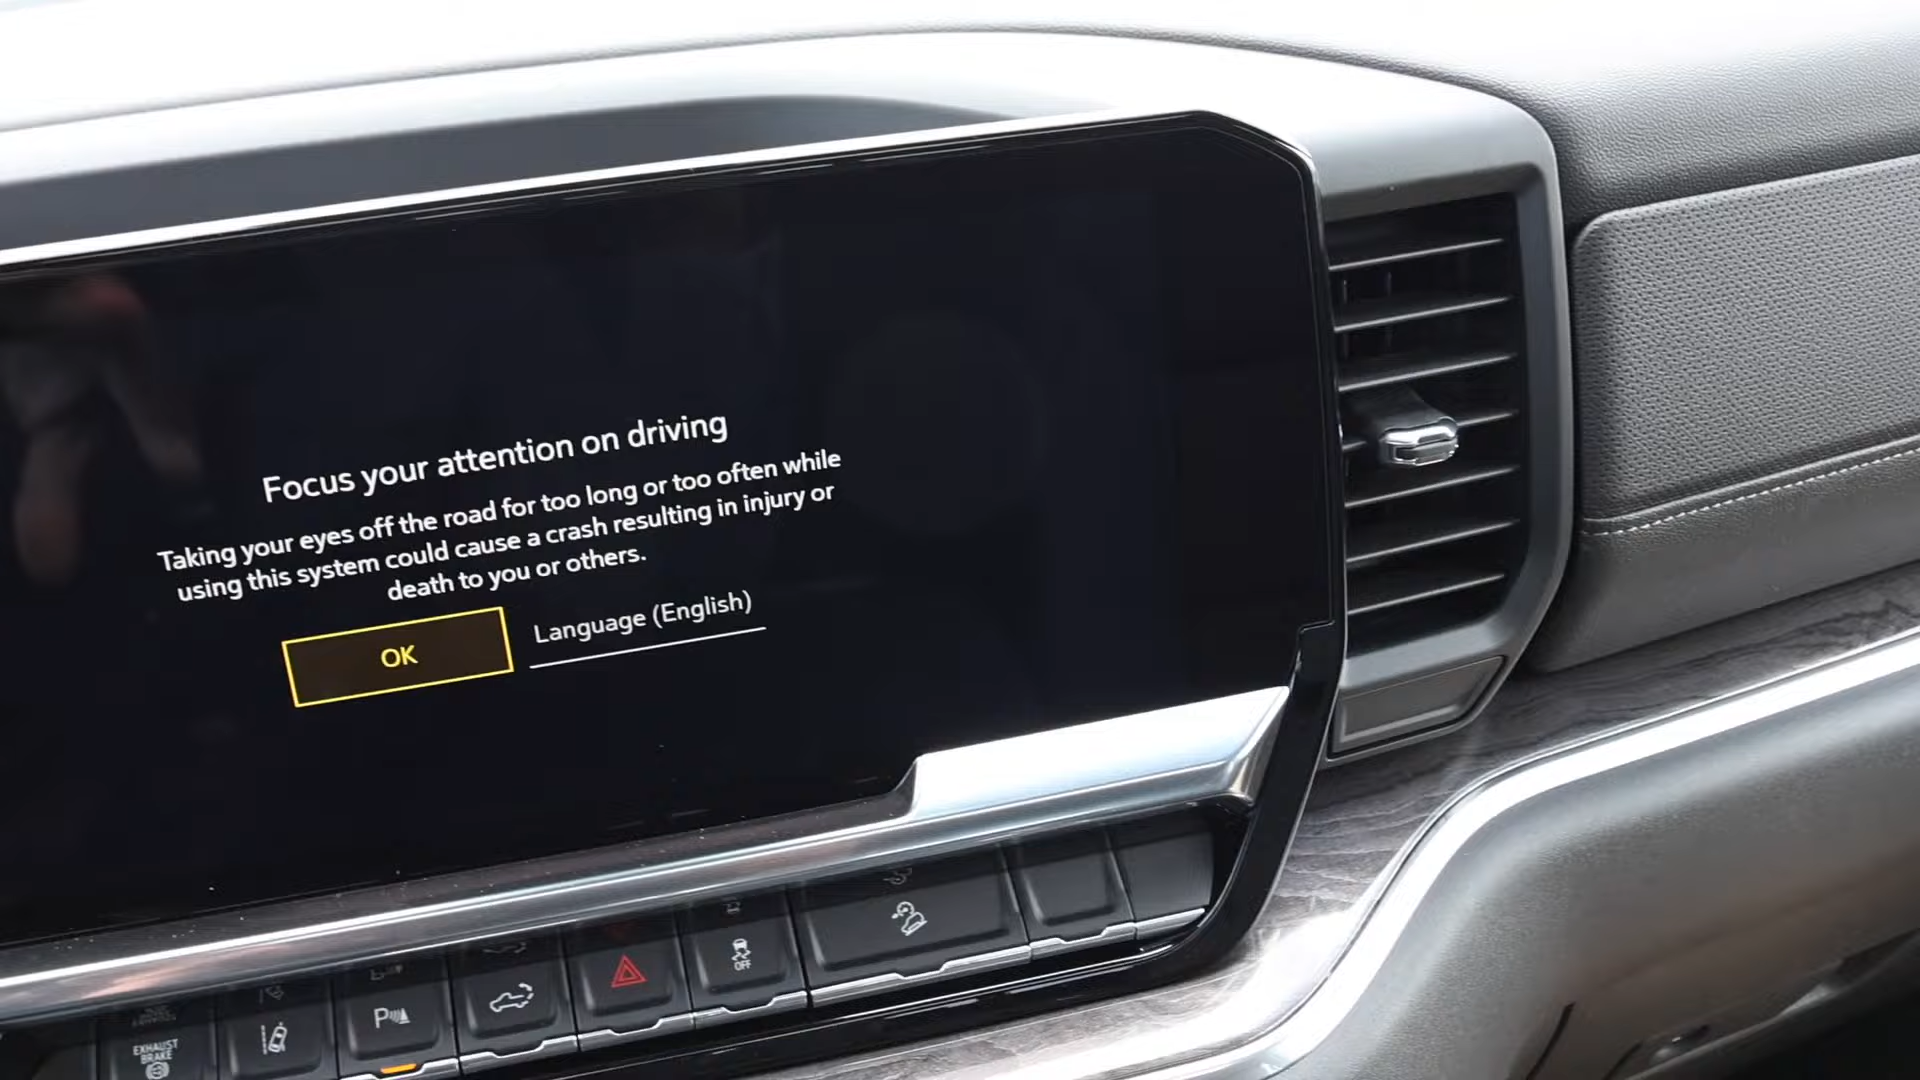 Focus your attention on driving
Taking your eyes off the road for too long or too often while
using this system could cause a crash resulting in injury or
death to you or others.
OK
Language (English)
OFF
P
EXHAUST
BRAKE